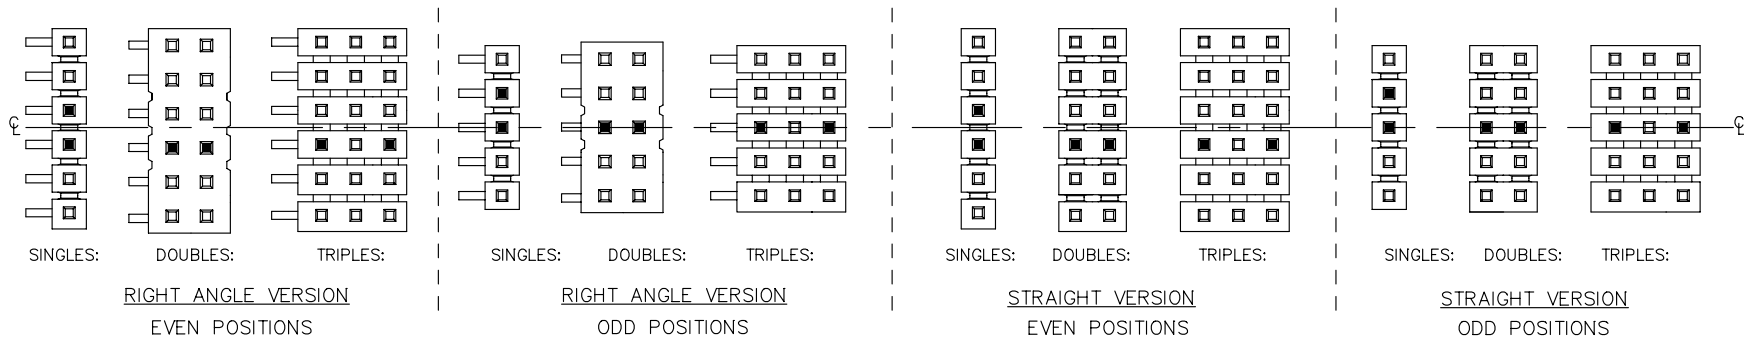 ℄ ℄
SINGLES: DOUBLES: TRIPLES: SINGLES: DOUBLES: TRIPLES: SINGLES: DOUBLES: TRIPLES: SINGLES: DOUBLES: TRIPLES:
RIGHT ANGLE VERSION RIGHT ANGLE VERSION STRAIGHT VERSION STRAIGHT VERSION
EVEN POSITIONS ODD POSITIONS EVEN POSITIONS ODD POSITIONS